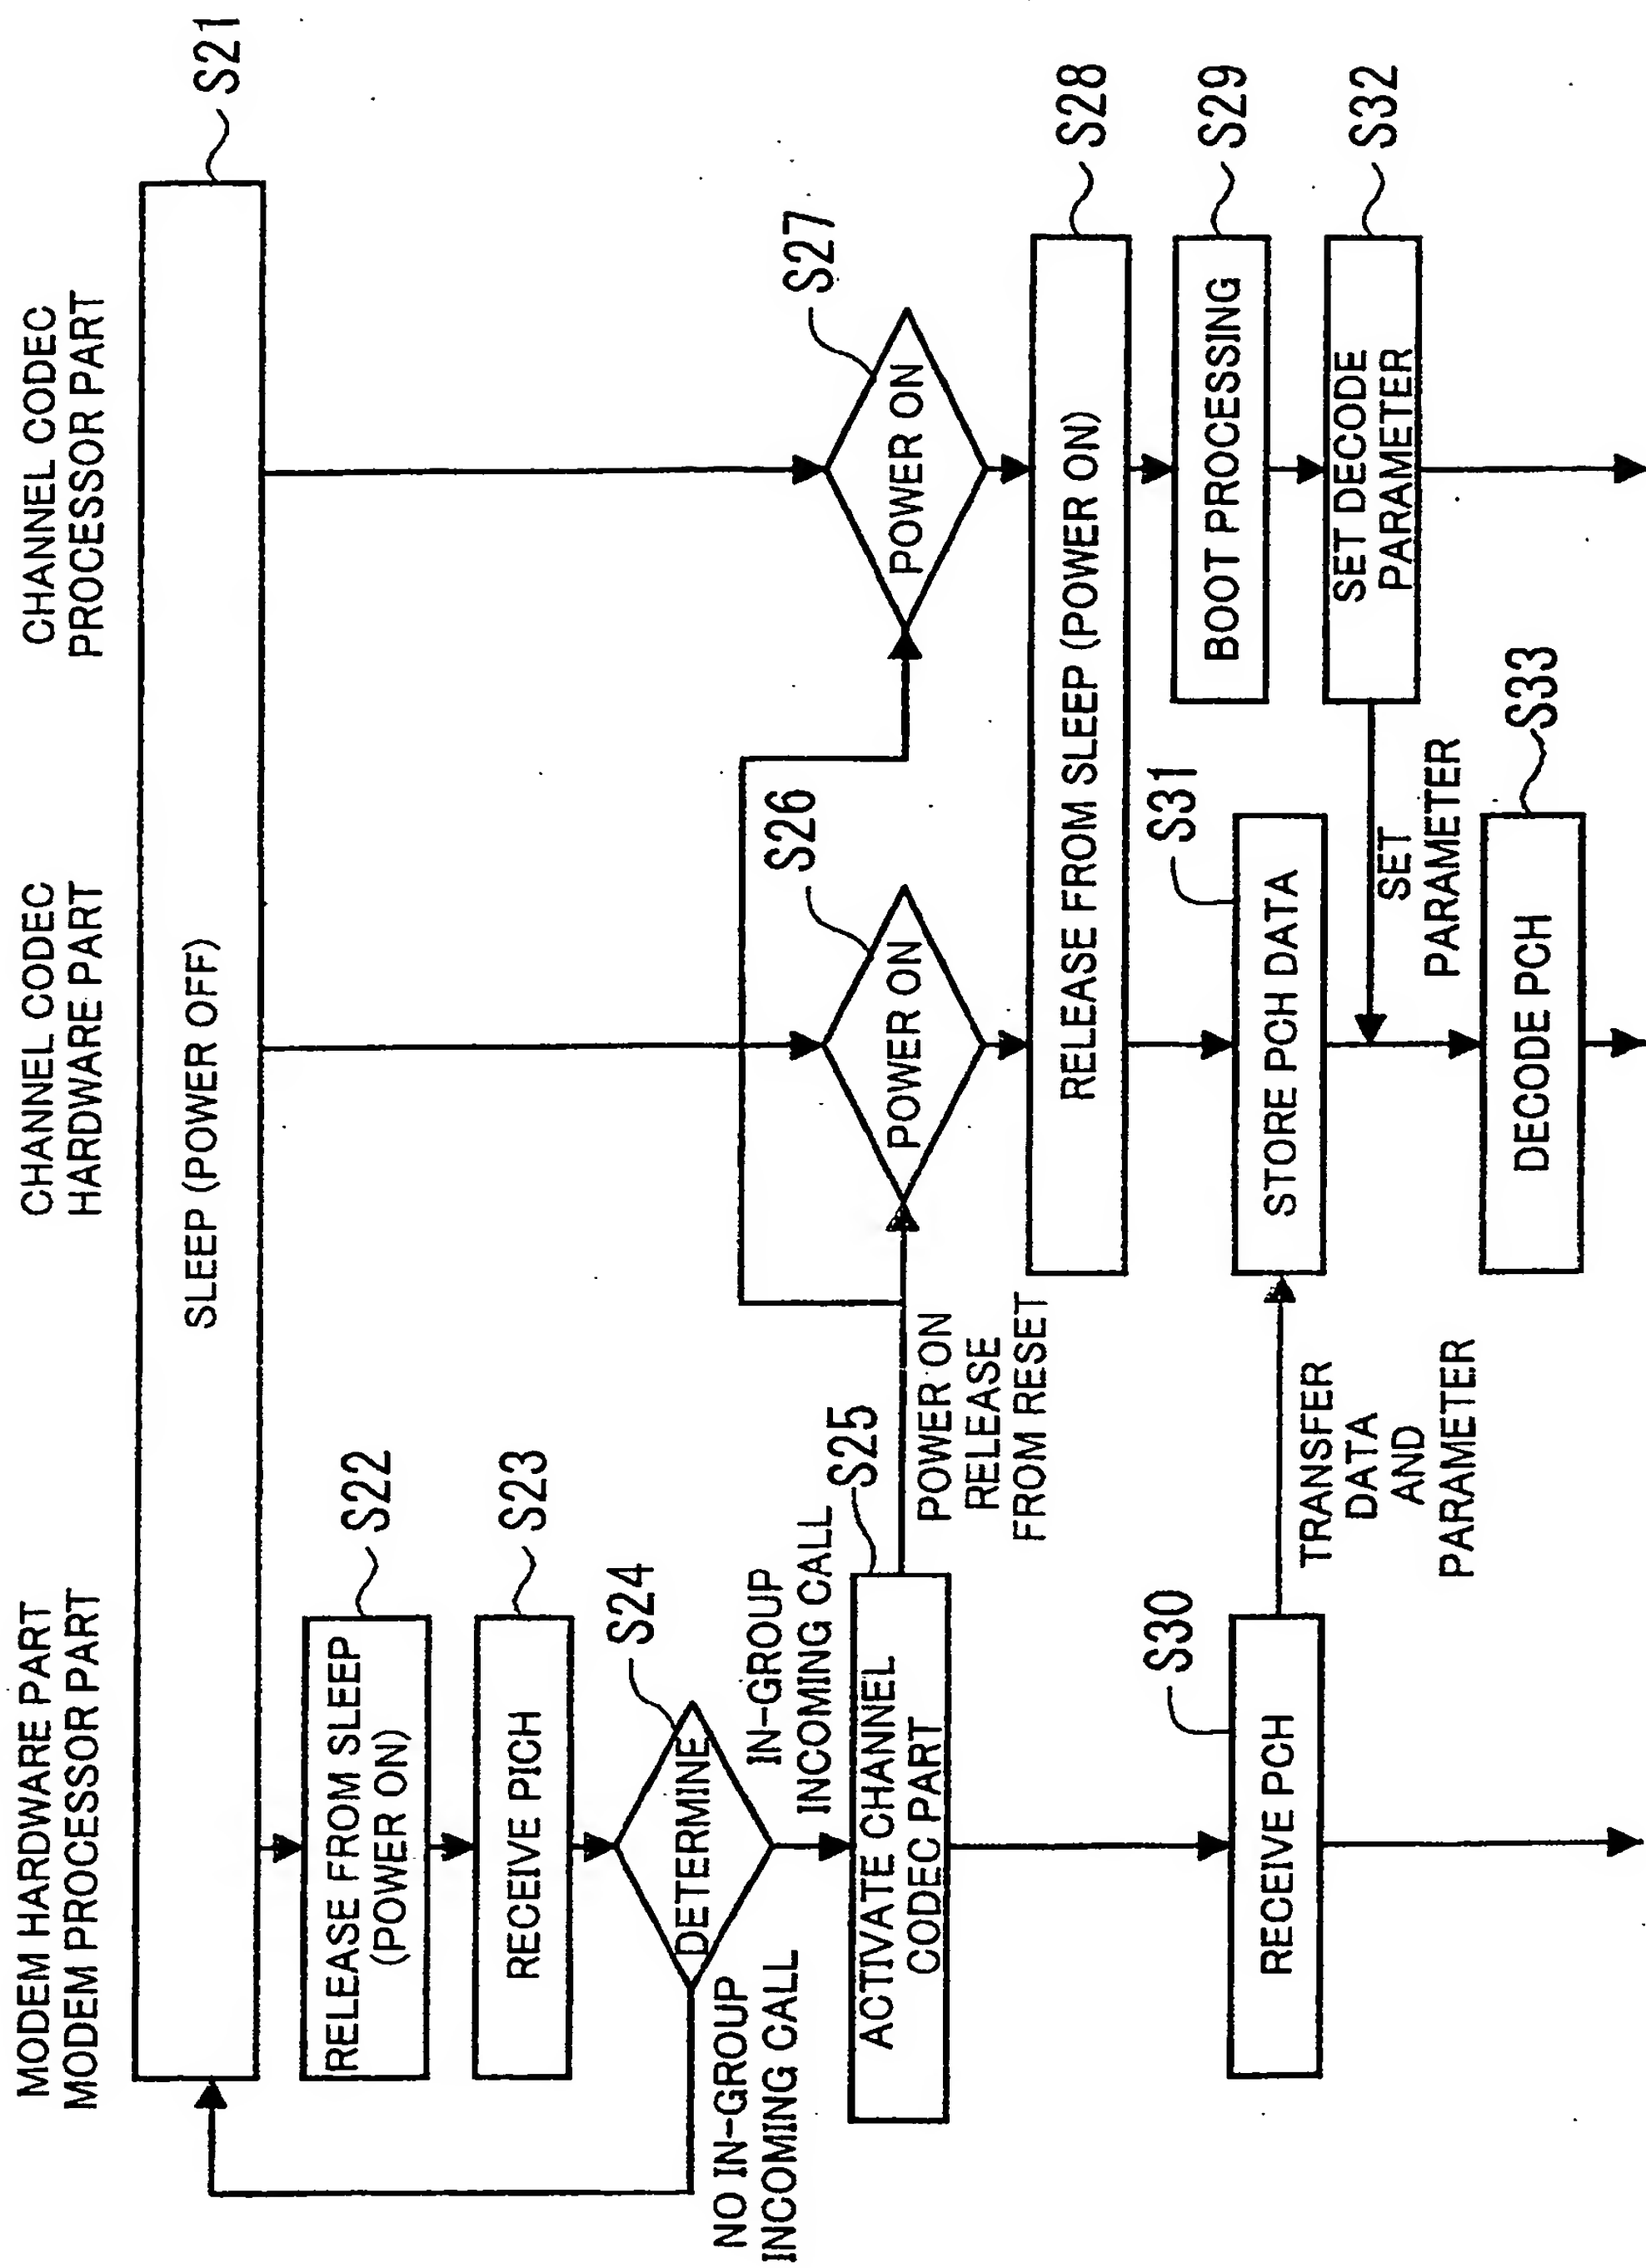 MODEM HARDWARE PART
MODEM PROCESSOR PART
CHANNEL CODEC
HARDWARE PART
CHANNEL CODEC
PROCESSOR PART
SLEEP (POWER OFF)
S21
RELEASE FROM SLEEP
(POWER ON)
S22
RECEIVE PICH
S23
DETERMINE
S24
NO IN-GROUP
INCOMING CALL
IN-GROUP
INCOMING CALL
ACTIVATE CHANNEL
CODEC PART
S25
POWER ON
RELEASE
FROM RESET
POWER ON
S26
POWER ON
S27
RELEASE FROM SLEEP (POWER ON)
S28
BOOT PROCESSING
S29
RECEIVE PCH
S30
TRANSFER
DATA
AND
PARAMETER
STORE PCH DATA
S31
SET DECODE
PARAMETER
S32
SET
PARAMETER
DECODE PCH
S33